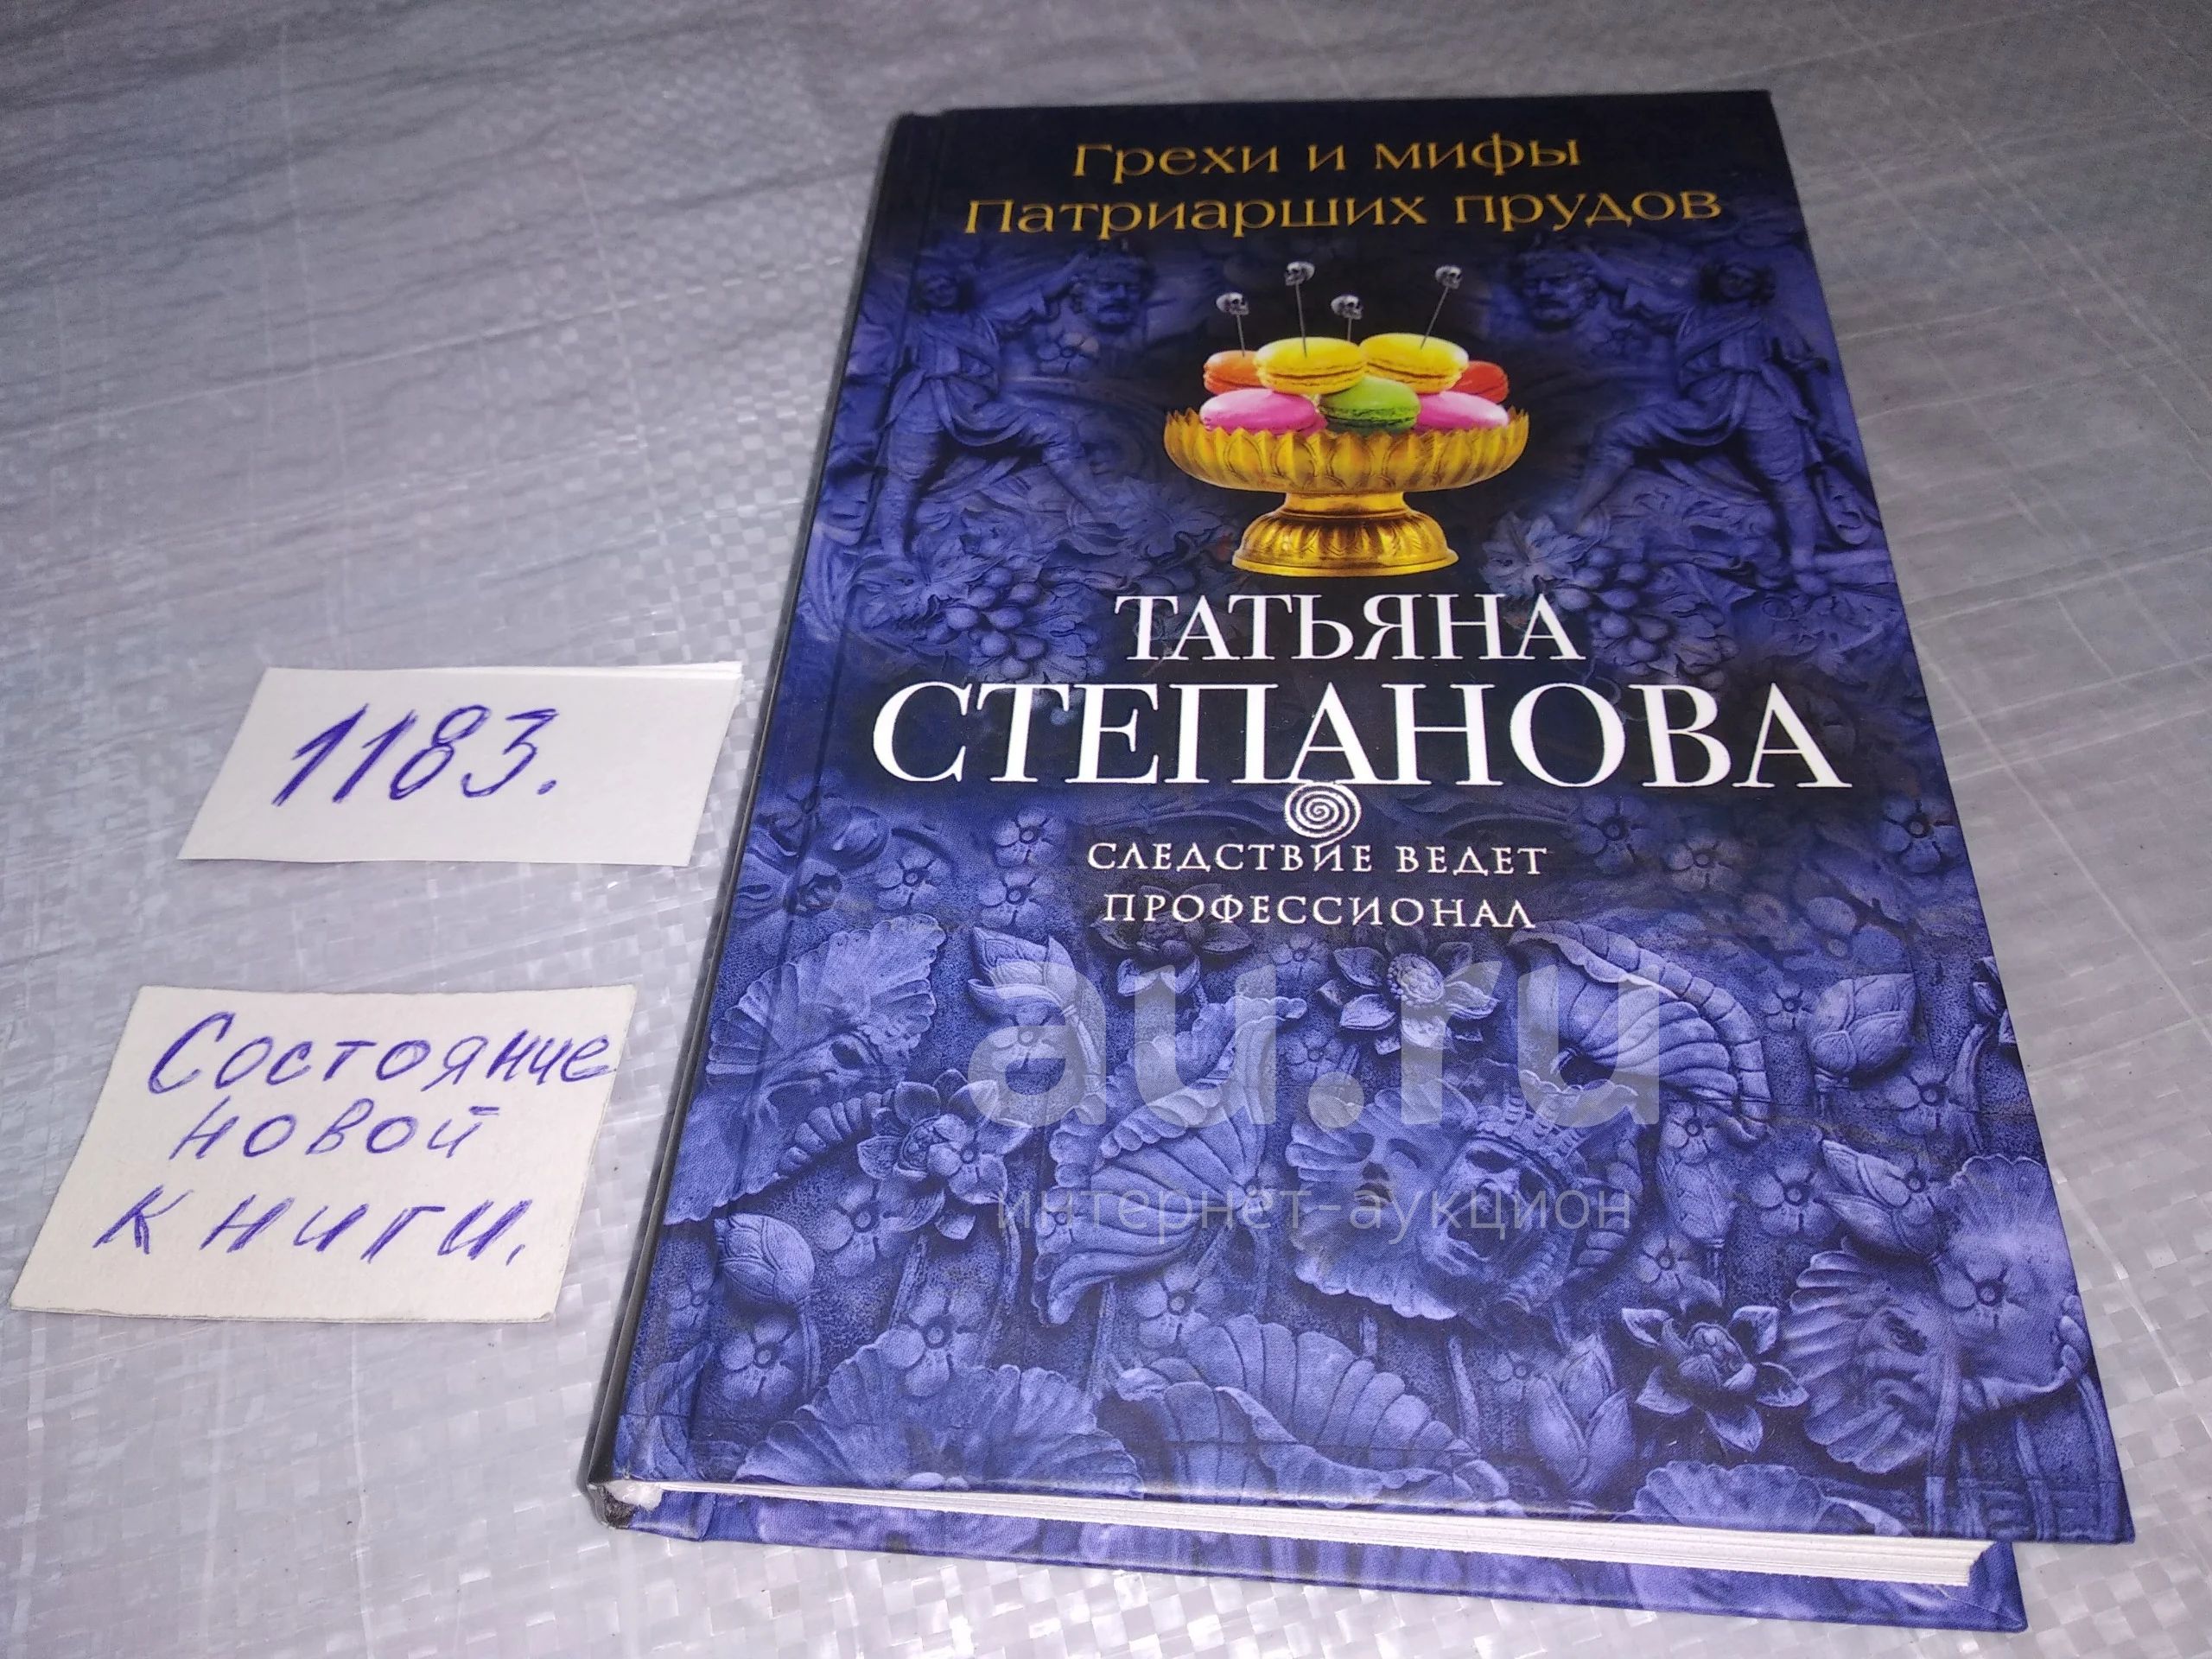 Грехи и мифы
Патриарших прудов
ТАТЬЯНА
СТЕПАНОВА
СЛЕДСТВИЕ ВЕДЕТ
ПРОФЕССИОНАЛ
1183.
Состояние
новой
книги.
au.ru
интернет-аукцион